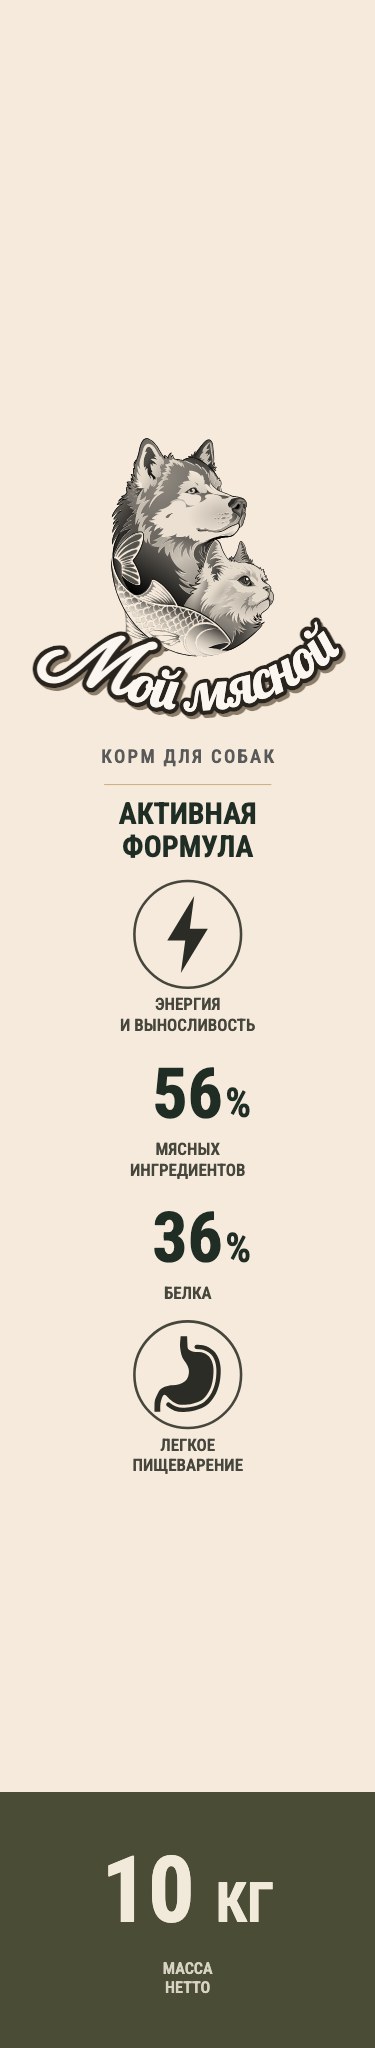 Мой мясной
КОРМ ДЛЯ СОБАК
АКТИВНАЯ
ФОРМУЛА
ЭНЕРГИЯ
И ВЫНОСЛИВОСТЬ
56%
МЯСНЫХ
ИНГРЕДИЕНТОВ
36%
БЕЛКА
ЛЕГКОЕ
ПИЩЕВАРЕНИЕ
10 КГ
МАССА
НЕТТО